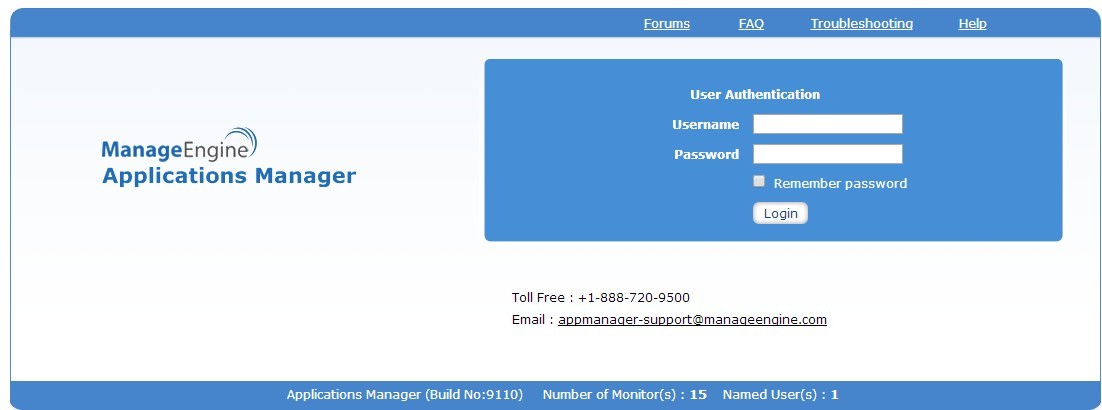 Forums FAQ Troubleshooting Help
ManageEngine
Applications Manager
User Authentication
Username
Password
Remember password
Login
Toll Free : +1-888-720-9500
Email : appmanager-support@manageengine.com
Applications Manager (Build No:9110) Number of Monitor(s) : 15 Named User(s) : 1